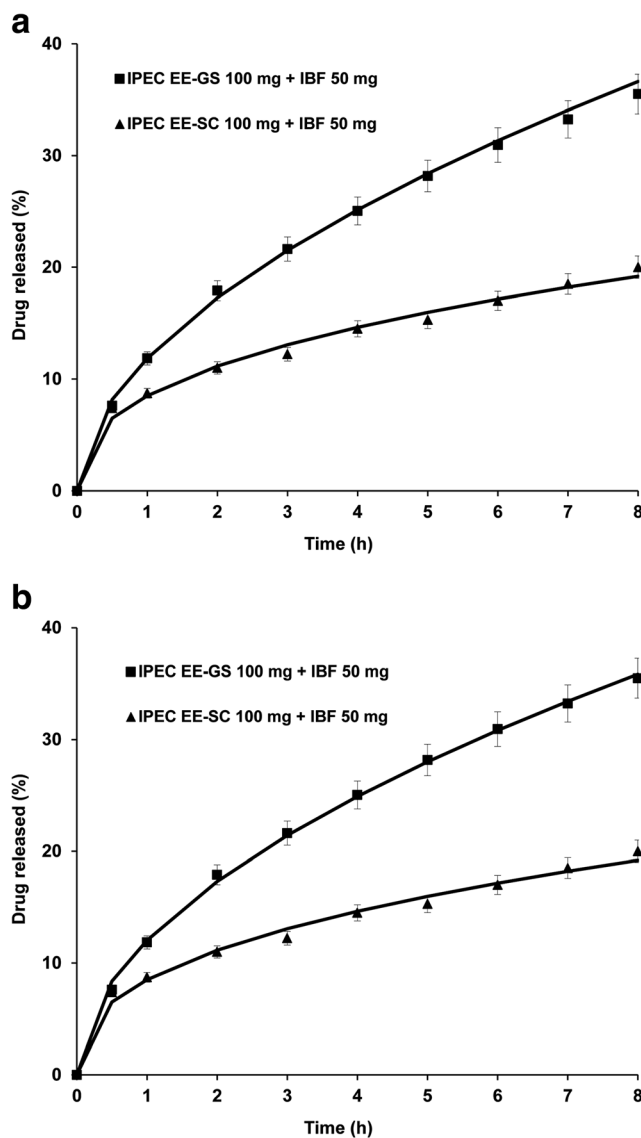 a
40
IPEC EE-GS 100 mg + IBF 50 mg
IPEC EE-SC 100 mg + IBF 50 mg
30
Drug released (%)
20
10
0
0 1 2 3 4 5 6 7 8
Time (h)
b
40
IPEC EE-GS 100 mg + IBF 50 mg
IPEC EE-SC 100 mg + IBF 50 mg
30
Drug released (%)
20
10
0
0 1 2 3 4 5 6 7 8
Time (h)